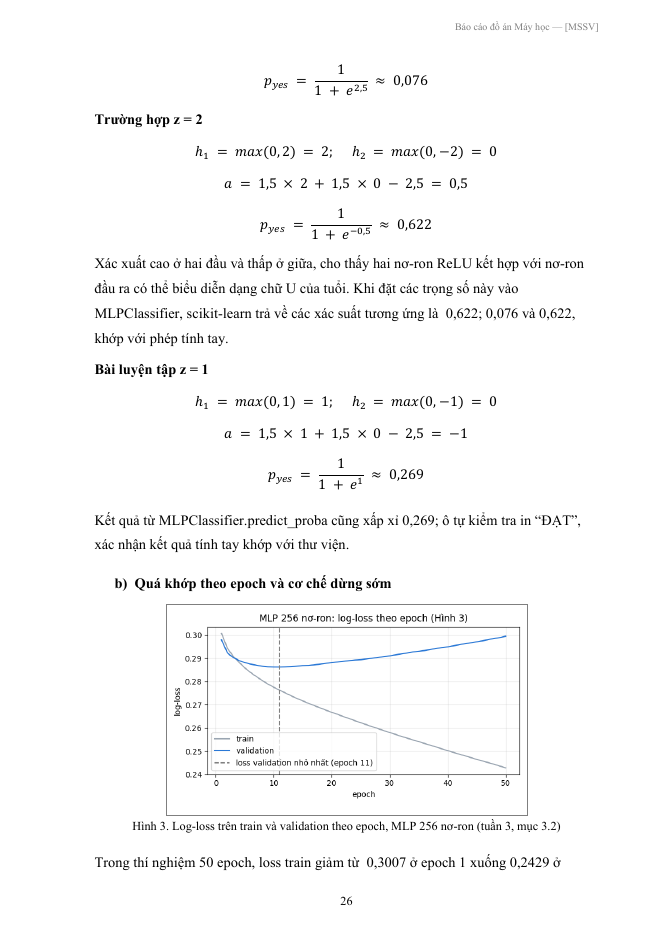 Báo cáo đồ án Máy học — [MSSV]
p_yes = 1 / (1 + e^{2,5}) ≈ 0,076
Trường hợp z = 2
h₁ = max(0, 2) = 2; h₂ = max(0, −2) = 0
a = 1,5 × 2 + 1,5 × 0 − 2,5 = 0,5
p_yes = 1 / (1 + e^{−0,5}) ≈ 0,622
Xác xuất cao ở hai đầu và thấp ở giữa, cho thấy hai nơ-ron ReLU kết hợp với nơ-ron
đầu ra có thể biểu diễn dạng chữ U của tuổi. Khi đặt các trọng số này vào
MLPClassifier, scikit-learn trả về các xác suất tương ứng là 0,622; 0,076 và 0,622,
khớp với phép tính tay.
Bài luyện tập z = 1
h₁ = max(0, 1) = 1; h₂ = max(0, −1) = 0
a = 1,5 × 1 + 1,5 × 0 − 2,5 = −1
p_yes = 1 / (1 + e^1) ≈ 0,269
Kết quả từ MLPClassifier.predict_proba cũng xấp xỉ 0,269; ô tự kiểm tra in “ĐẠT”,
xác nhận kết quả tính tay khớp với thư viện.
b) Quá khớp theo epoch và cơ chế dừng sớm
MLP 256 nơ-ron: log-loss theo epoch (Hình 3)
0.30
0.29
0.28
0.27
0.26
0.25
0.24
log-loss
train
validation
loss validation nhỏ nhất (epoch 11)
0 10 20 30 40 50
epoch
Hình 3. Log-loss trên train và validation theo epoch, MLP 256 nơ-ron (tuần 3, mục 3.2)
Trong thí nghiệm 50 epoch, loss train giảm từ 0,3007 ở epoch 1 xuống 0,2429 ở
26